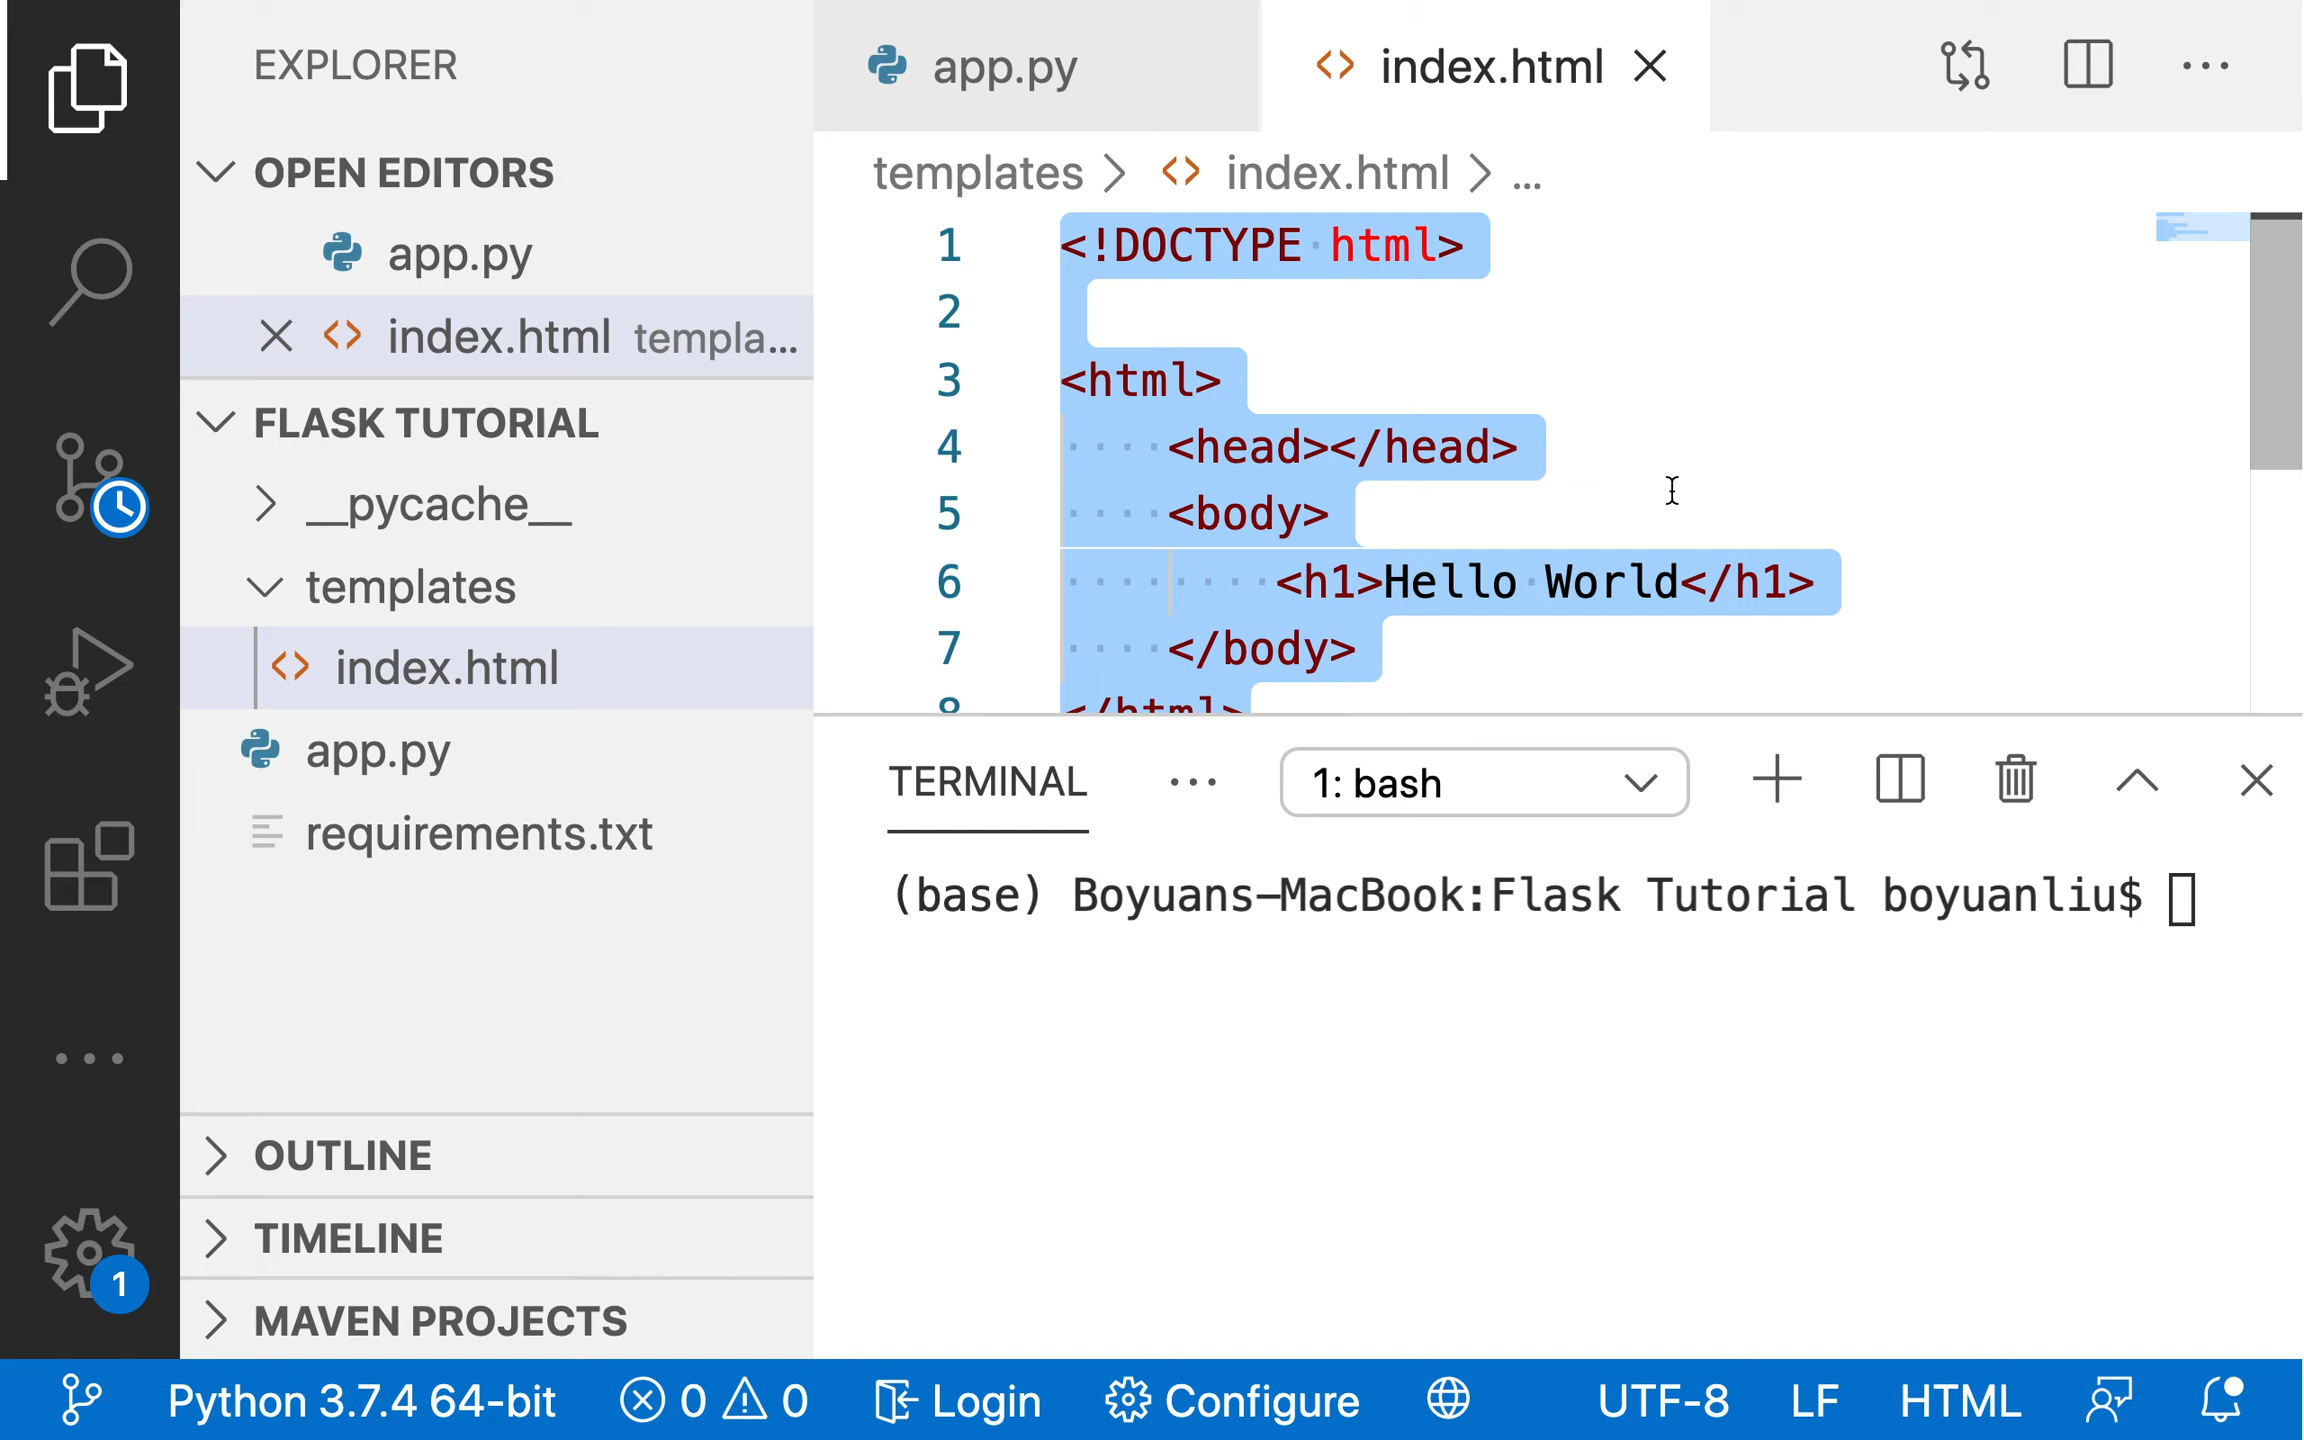 EXPLORER
OPEN EDITORS
app.py
index.html templa...
FLASK TUTORIAL
__pycache__
templates
index.html
app.py
requirements.txt
OUTLINE
TIMELINE
MAVEN PROJECTS
app.py
index.html
templates > index.html > ...
1 <!DOCTYPE html>
2
3 <html>
4 <head></head>
5 <body>
6 <h1>Hello World</h1>
7 </body>
8 </html>
TERMINAL
1: bash
(base) Boyuans-MacBook:Flask Tutorial boyuanliu$
1
Python 3.7.4 64-bit 0 0 Login Configure UTF-8 LF HTML